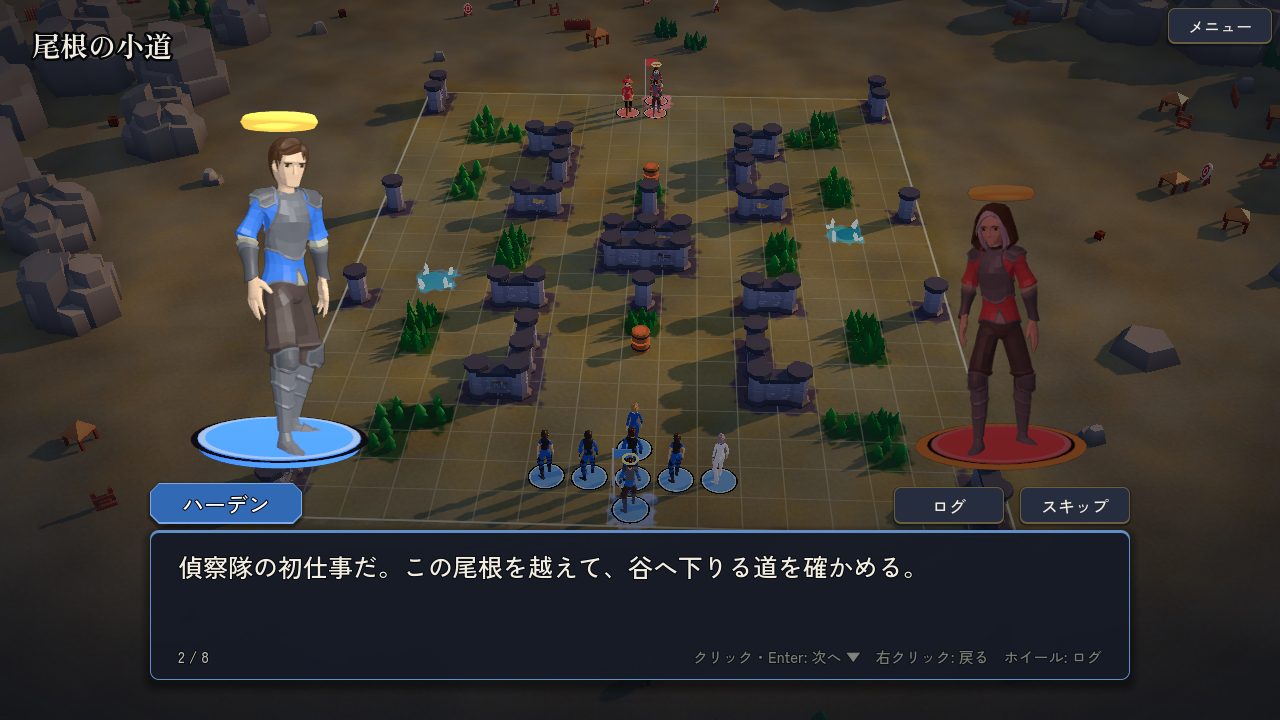 尾根の小道
メニュー
ハーデン
ログ
スキップ
偵察隊の初仕事だ。この尾根を越えて、谷へ下りる道を確かめる。
2 / 8
クリック・Enter: 次へ ▼ 右クリック: 戻る ホイール: ログ